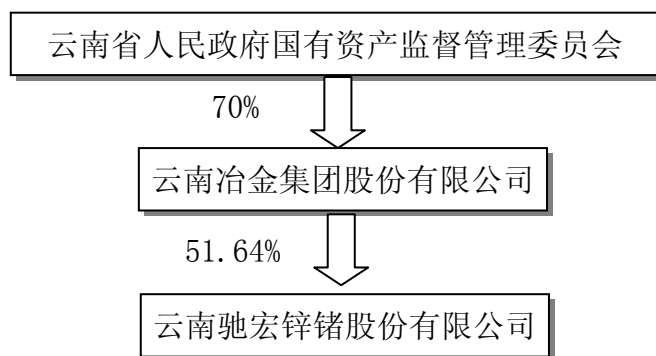 云南省人民政府国有资产监督管理委员会
70%
云南冶金集团股份有限公司
51.64%
云南驰宏锌锗股份有限公司